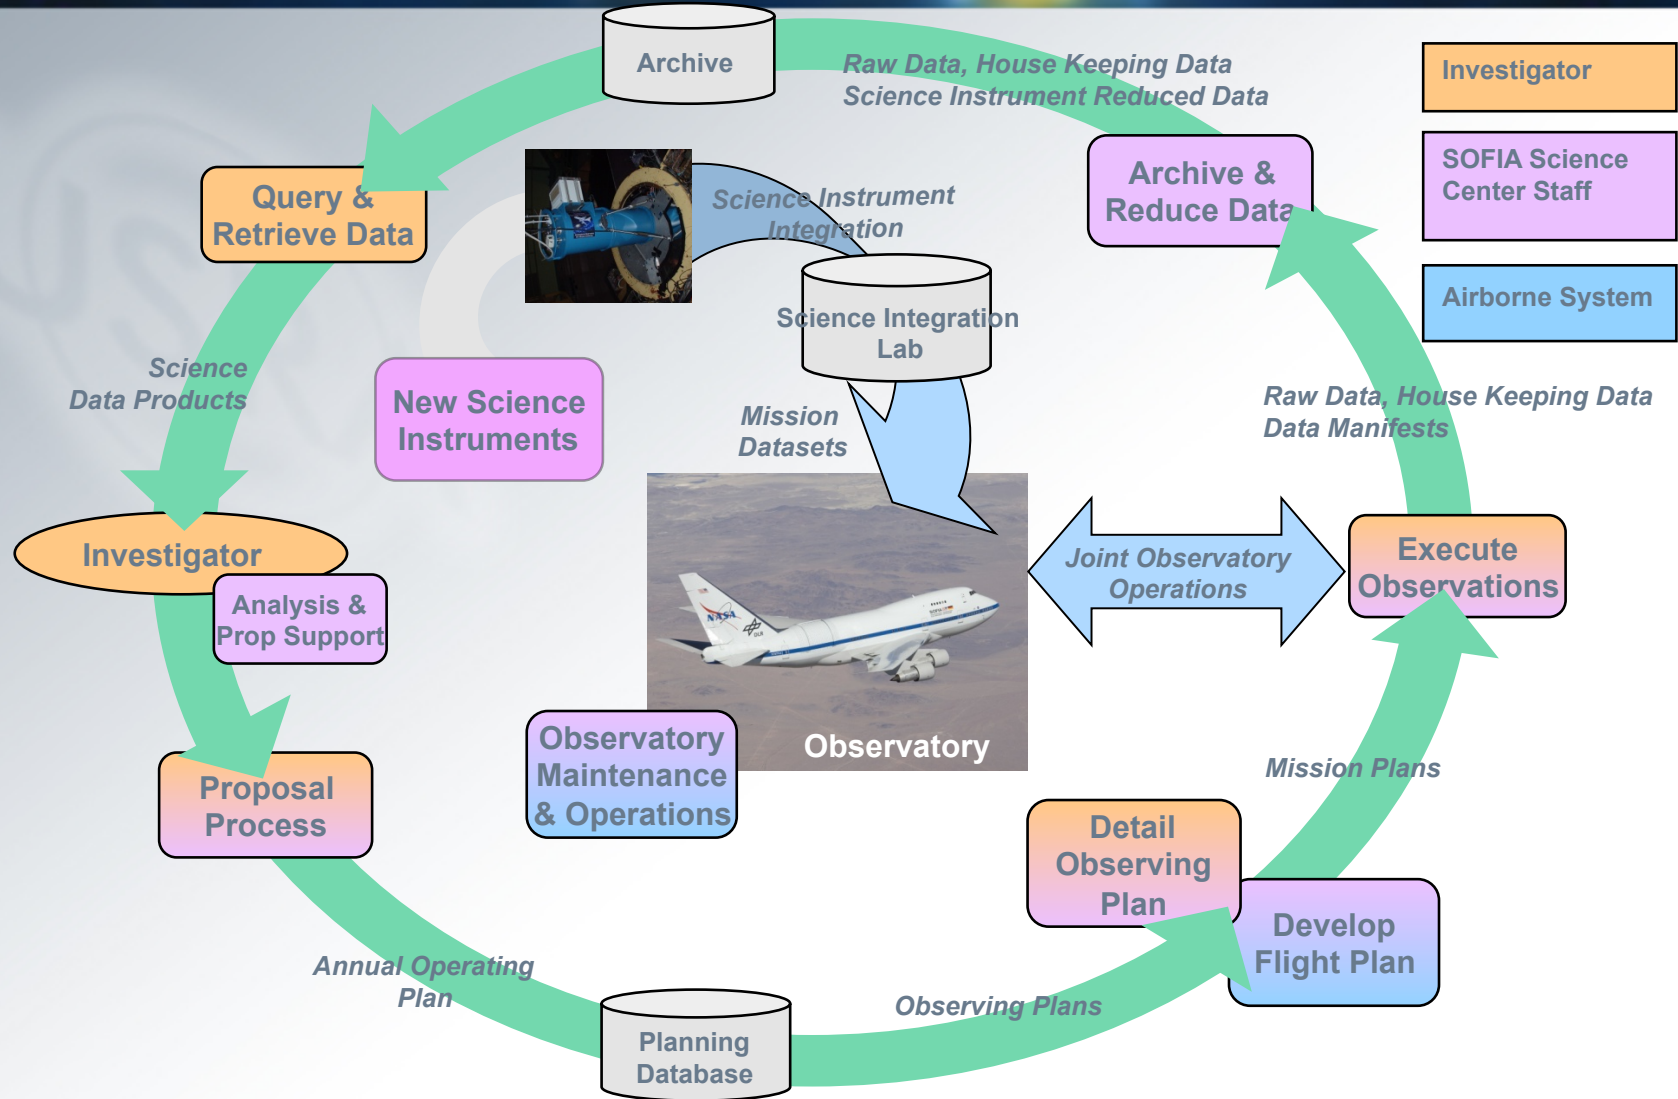 Archive
Raw Data, House Keeping Data
Science Instrument Reduced Data
Investigator
SOFIA Science
Center Staff
Airborne System
Query &
Retrieve Data
Science Instrument
Integration
Archive &
Reduce Data
Science Integration
Lab
Science
Data Products
New Science
Instruments
Mission
Datasets
Raw Data, House Keeping Data
Data Manifests
Investigator
Analysis &
Prop Support
Joint Observatory
Operations
Execute
Observations
NASA
DLR
SOFIA
Observatory
Observatory
Maintenance
& Operations
Proposal
Process
Mission Plans
Detail
Observing
Plan
Develop
Flight Plan
Annual Operating
Plan
Observing Plans
Planning
Database